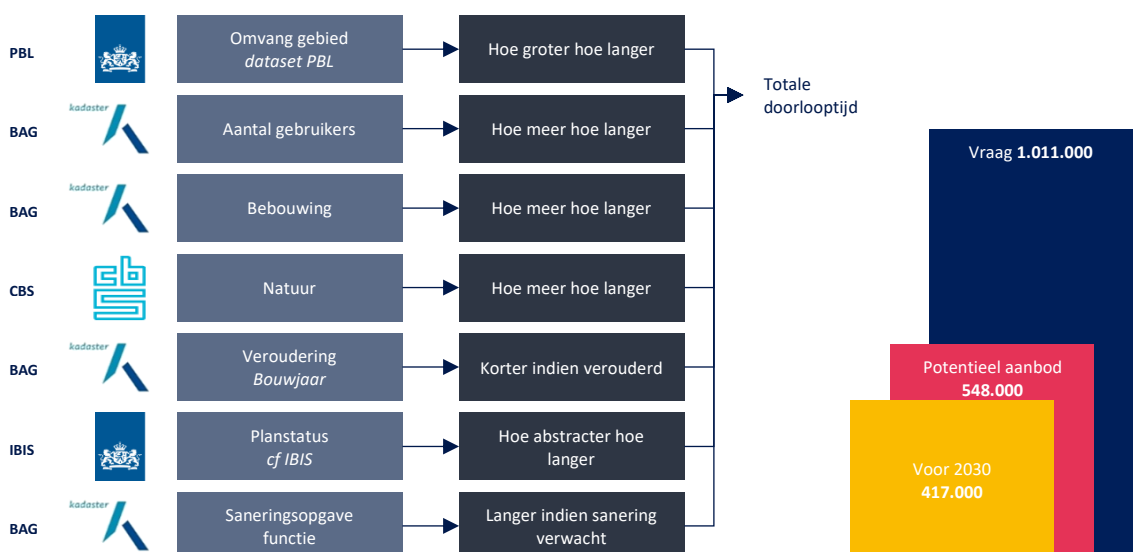 PBL
Omvang gebied
dataset PBL
Hoe groter hoe langer
kadaster
BAG
Aantal gebruikers
Hoe meer hoe langer
kadaster
BAG
Bebouwing
Hoe meer hoe langer
CBS
cbs
Natuur
Hoe meer hoe langer
kadaster
BAG
Veroudering
Bouwjaar
Korter indien verouderd
IBIS
Planstatus
cf IBIS
Hoe abstracter hoe
langer
kadaster
BAG
Saneringsopgave
functie
Langer indien sanering
verwacht
Totale
doorlooptijd
Vraag 1.011.000
Potentieel aanbod
548.000
Voor 2030
417.000